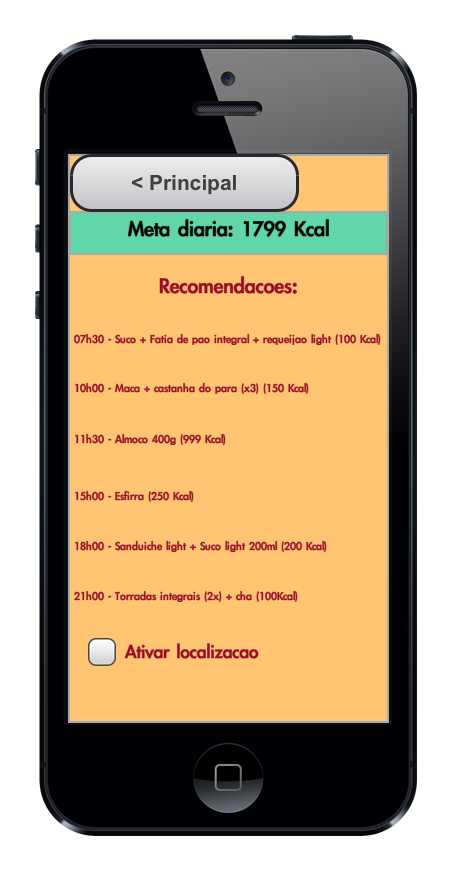 < Principal
Meta diaria: 1799 Kcal
Recomendacoes:
07h30 - Suco + Fatia de pao integral + requeijao light (100 Kcal)
10h00 - Maca + castanha do para (x3) (150 Kcal)
11h30 - Almoco 400g (999 Kcal)
15h00 - Esfirra (250 Kcal)
18h00 - Sanduiche light + Suco light 200ml (200 Kcal)
21h00 - Torradas integrais (2x) + cha (100Kcal)
Ativar localizacao